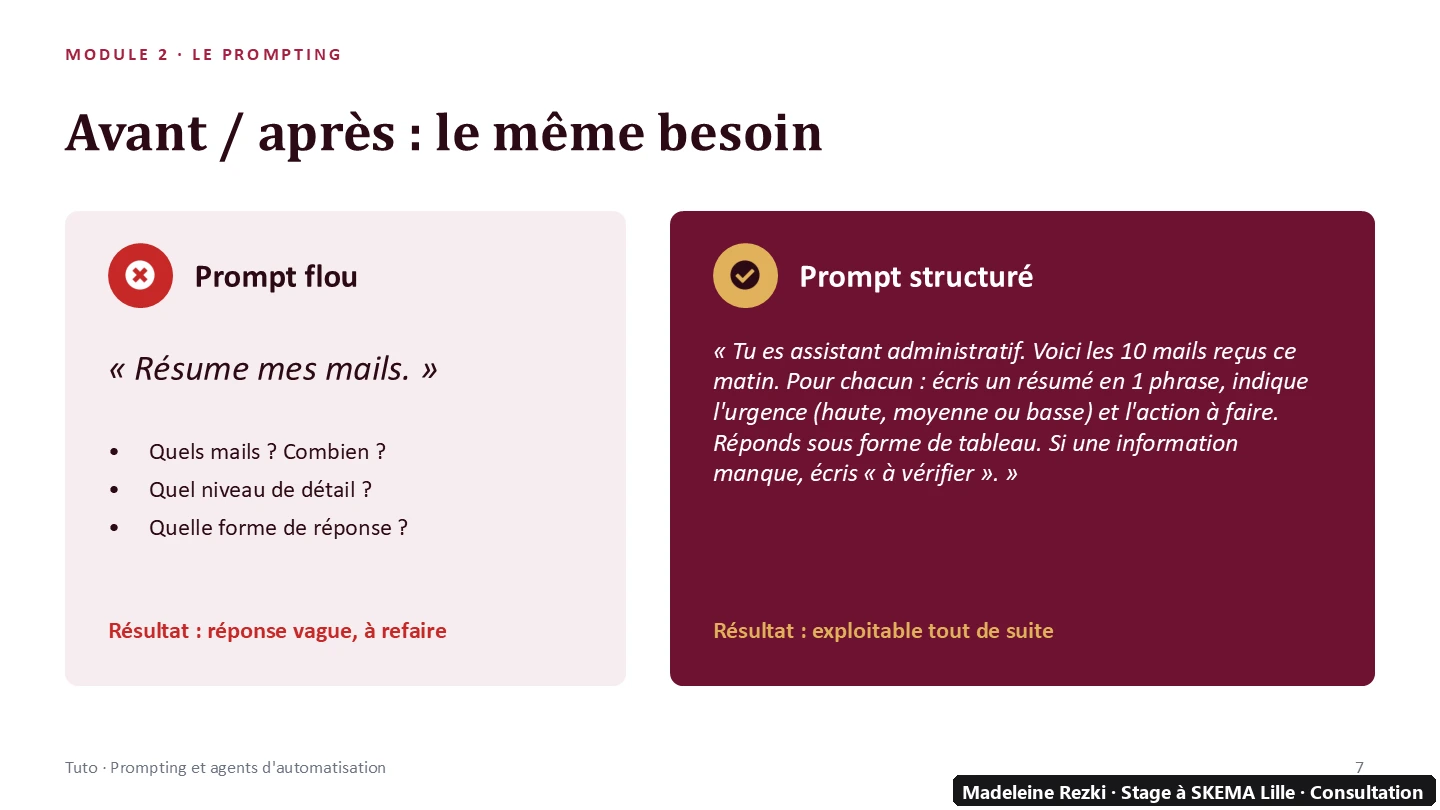 MODULE 2 · LE PROMPTING
Avant / après : le même besoin
Prompt flou
« Résume mes mails. »
• Quels mails ? Combien ?
• Quel niveau de détail ?
• Quelle forme de réponse ?
Résultat : réponse vague, à refaire
Prompt structuré
« Tu es assistant administratif. Voici les 10 mails reçus ce
matin. Pour chacun : écris un résumé en 1 phrase, indique
l'urgence (haute, moyenne ou basse) et l'action à faire.
Réponds sous forme de tableau. Si une information
manque, écris « à vérifier ». »
Résultat : exploitable tout de suite
Tuto · Prompting et agents d'automatisation
7
Madeleine Rezki · Stage à SKEMA Lille · Consultation